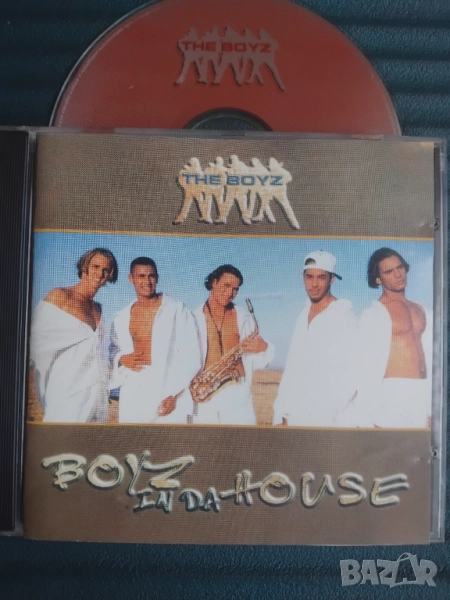 THE BOYZ
THE BOYZ
BOYZ
IN DA HOUSE
BAZAR